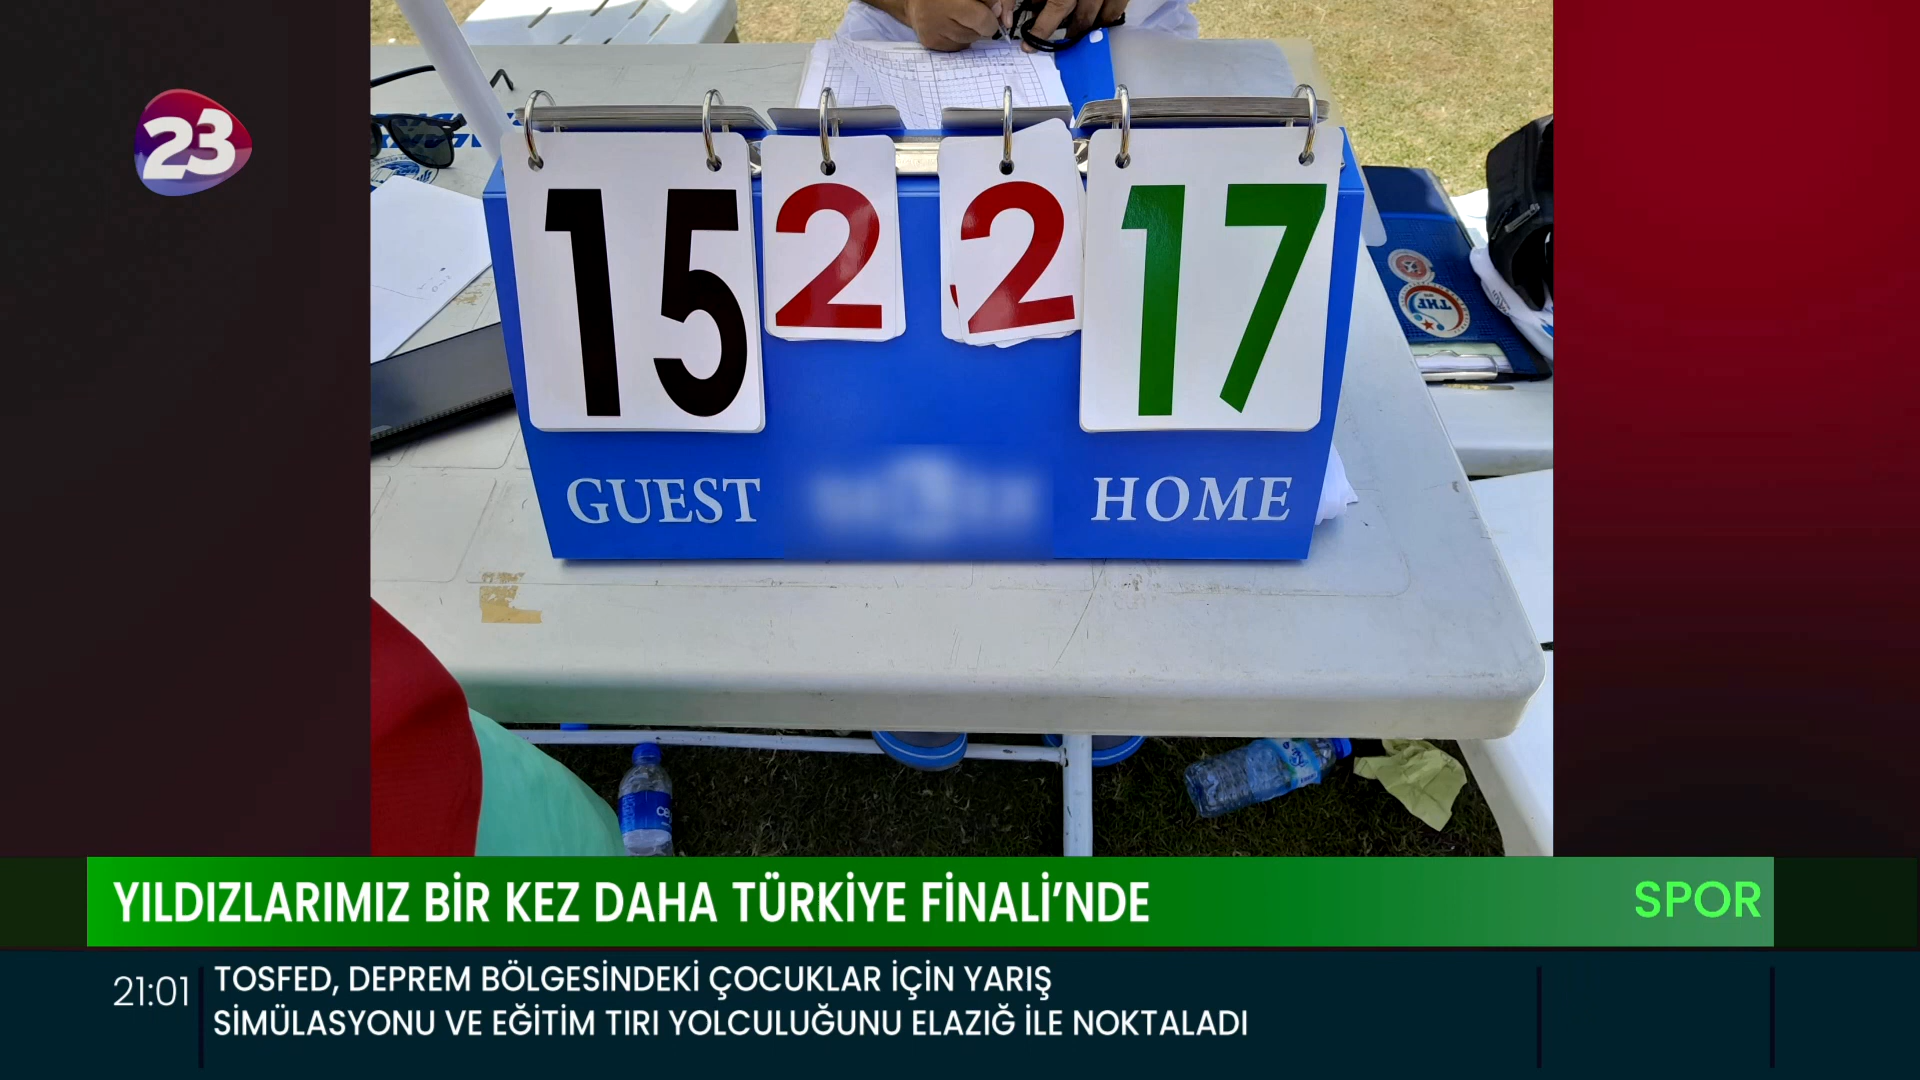 23
15 2 2 17
GUEST HOME
THF
YILDIZLARIMIZ BİR KEZ DAHA TÜRKİYE FİNALİ'NDE
SPOR
21:01
TOSFED, DEPREM BÖLGESİNDEKİ ÇOCUKLAR İÇİN YARIŞ
SİMÜLASYONU VE EĞİTİM TIRI YOLCULUĞUNU ELAZIĞ İLE NOKTALADI